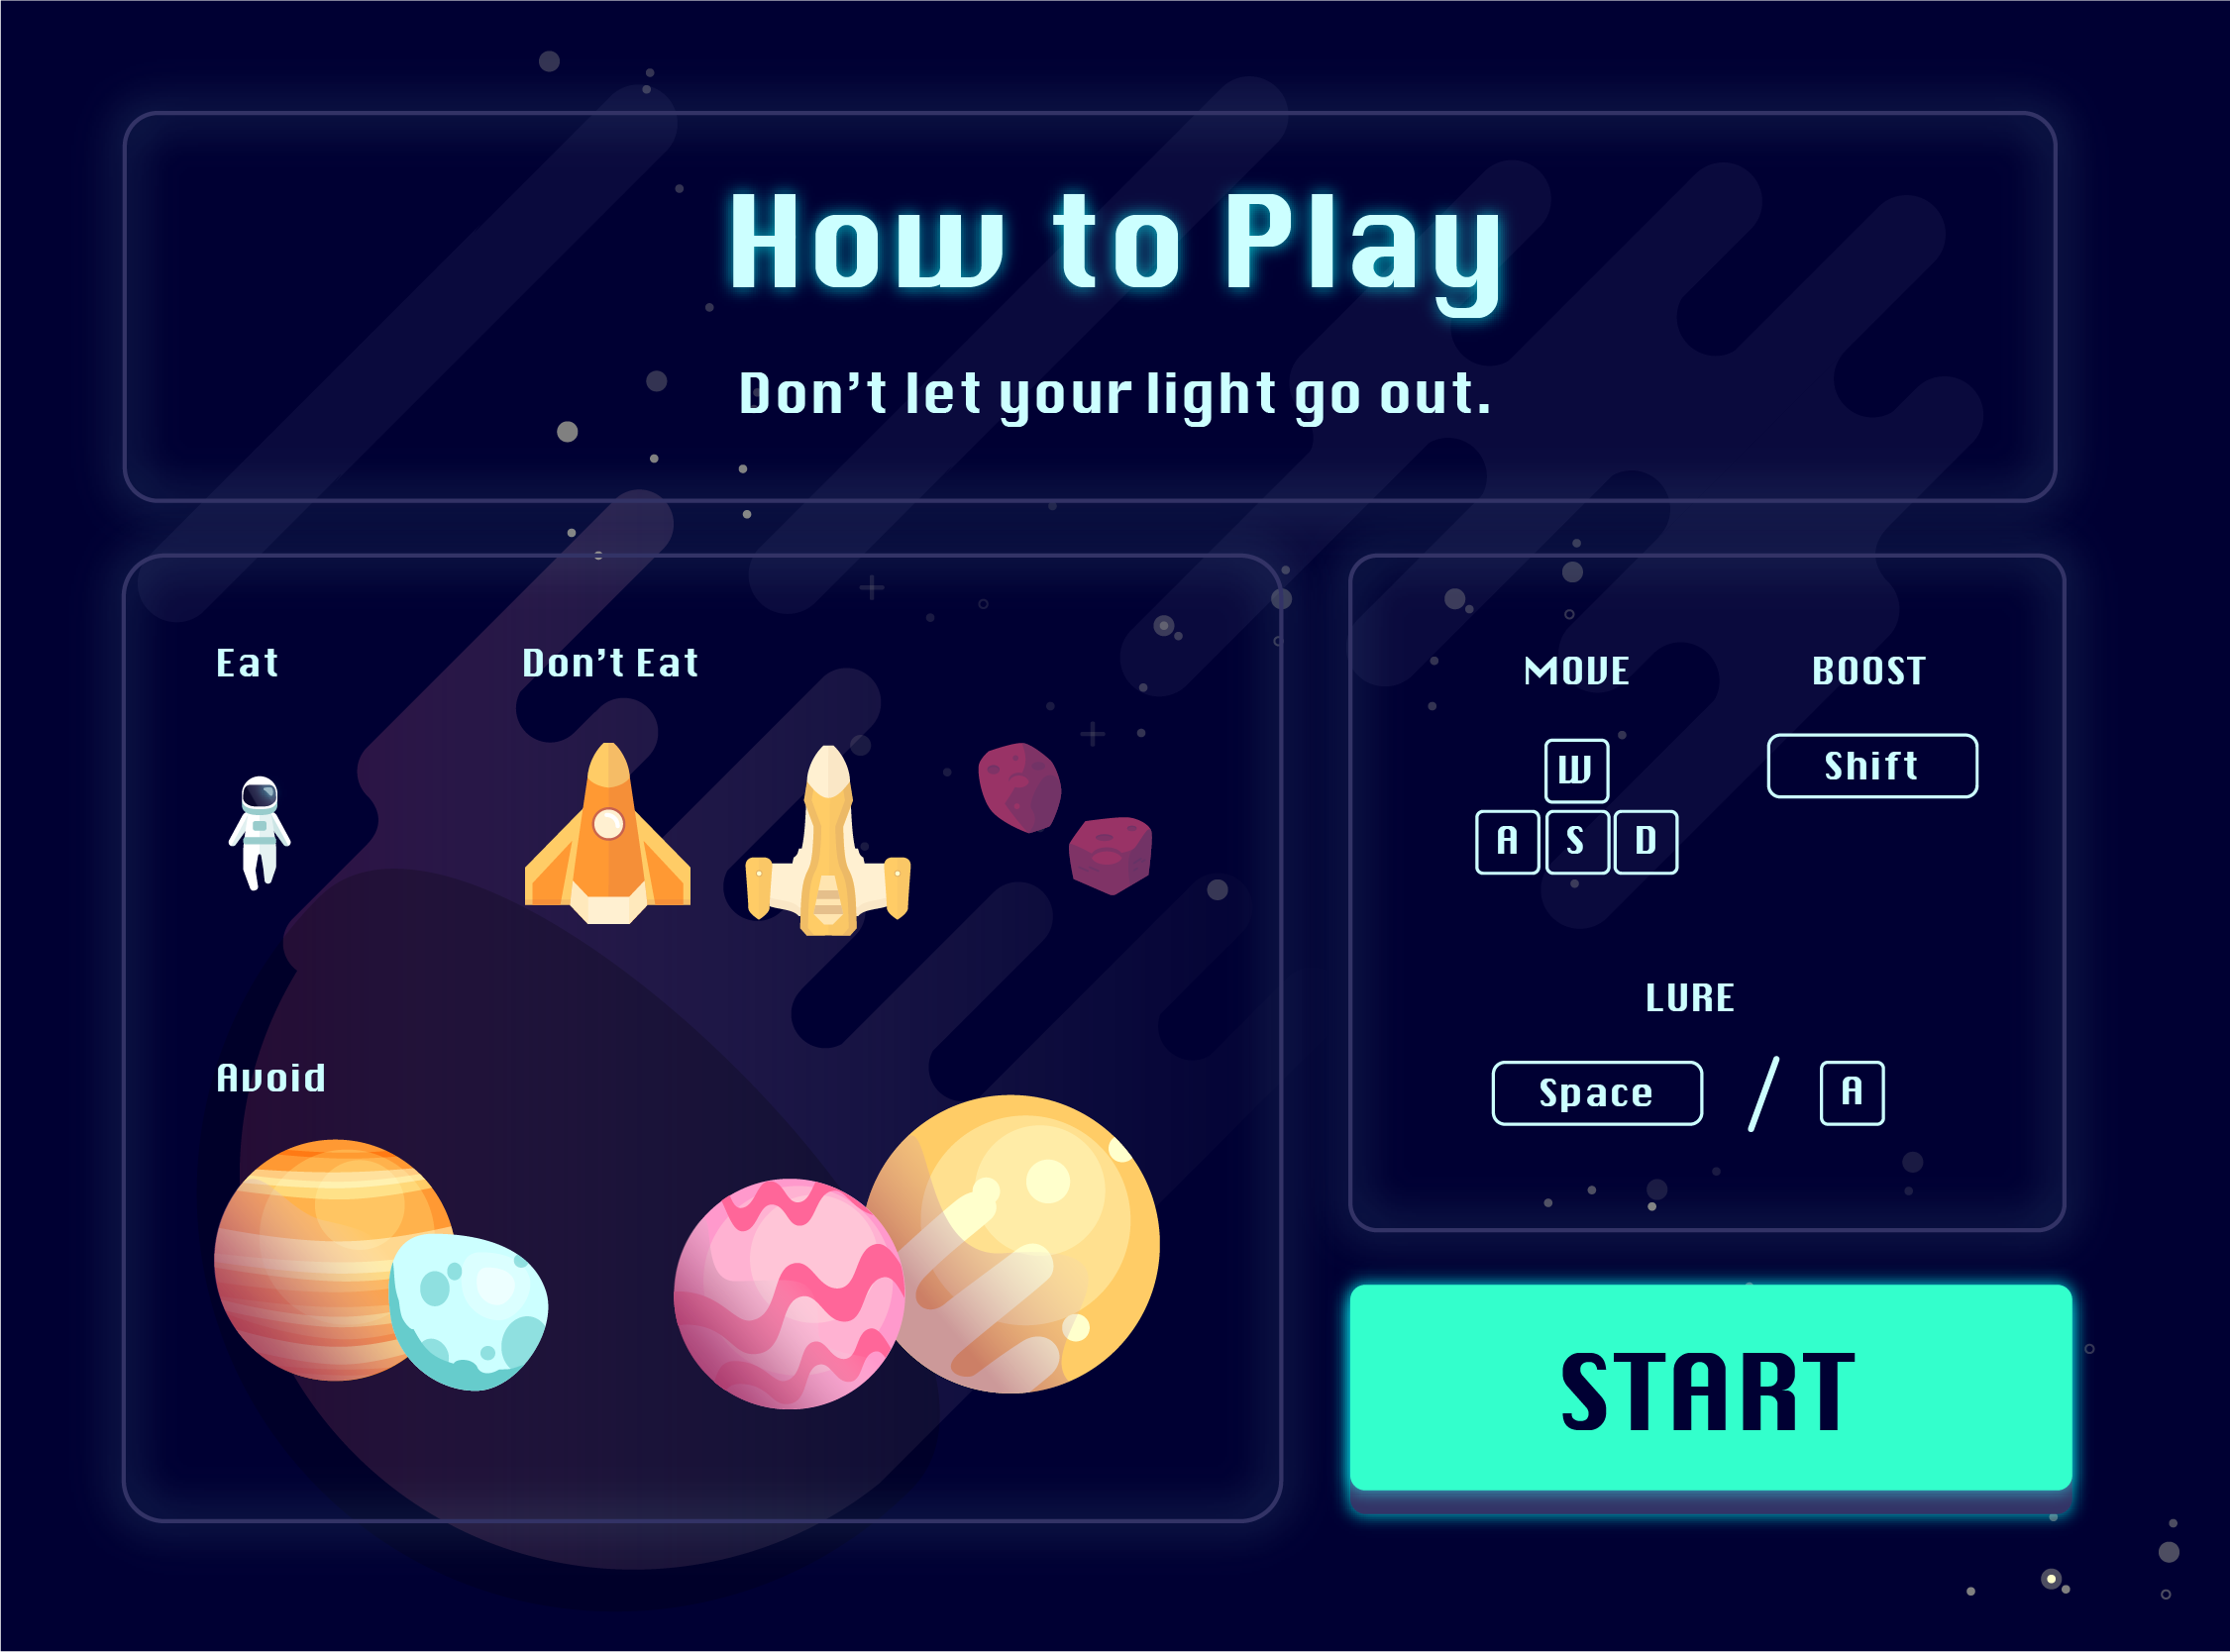 How to Play
Don’t let your light go out.
Eat
Don’t Eat
Avoid
MOVE
BOOST
W
A S D
Shift
LURE
Space / A
START